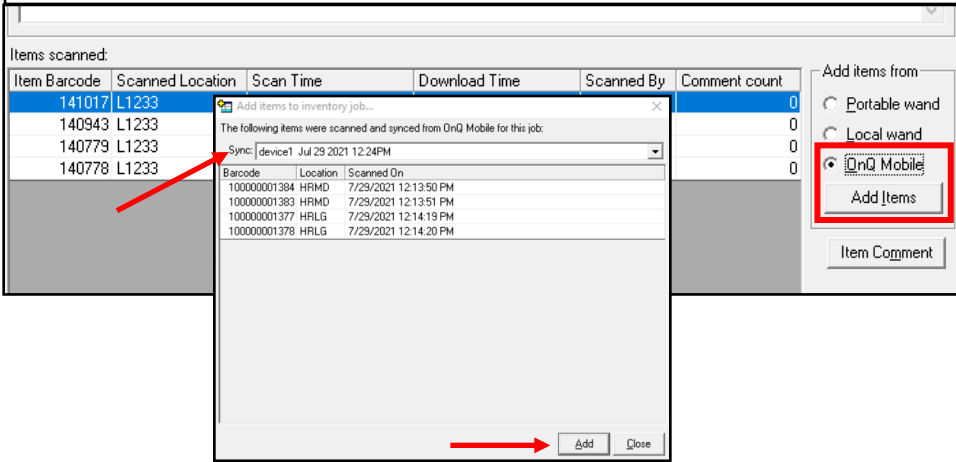 Items scanned:
Item Barcode Scanned Location Scan Time Download Time Scanned By Comment count
141017 L1233 0
140943 L1233 0
140779 L1233 0
140778 L1233 0
Add items from
Portable wand
Local wand
OnQ Mobile
Add Items
Item Comment
Add items to inventory job...
The following items were scanned and synced from OnQ Mobile for this job:
Sync: device1 Jul 29 2021 12:24PM
Barcode Location Scanned On
100000001384 HRMD 7/29/2021 12:13:50 PM
100000001383 HRMD 7/29/2021 12:13:51 PM
100000001377 HRLG 7/29/2021 12:14:19 PM
100000001378 HRLG 7/29/2021 12:14:20 PM
Add Close